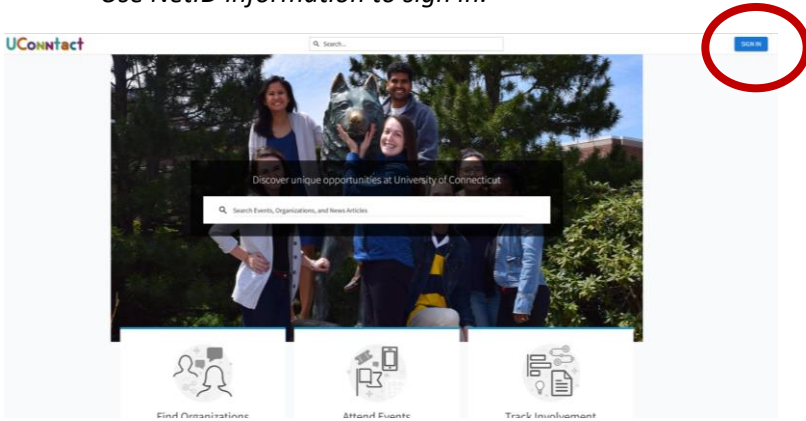 Use NetID information to sign in.
UConntact
Search...
SIGN IN
Discover unique opportunities at University of Connecticut
Search Events, Organizations, and News Articles
Find Organizations
Attend Events
Track Involvement